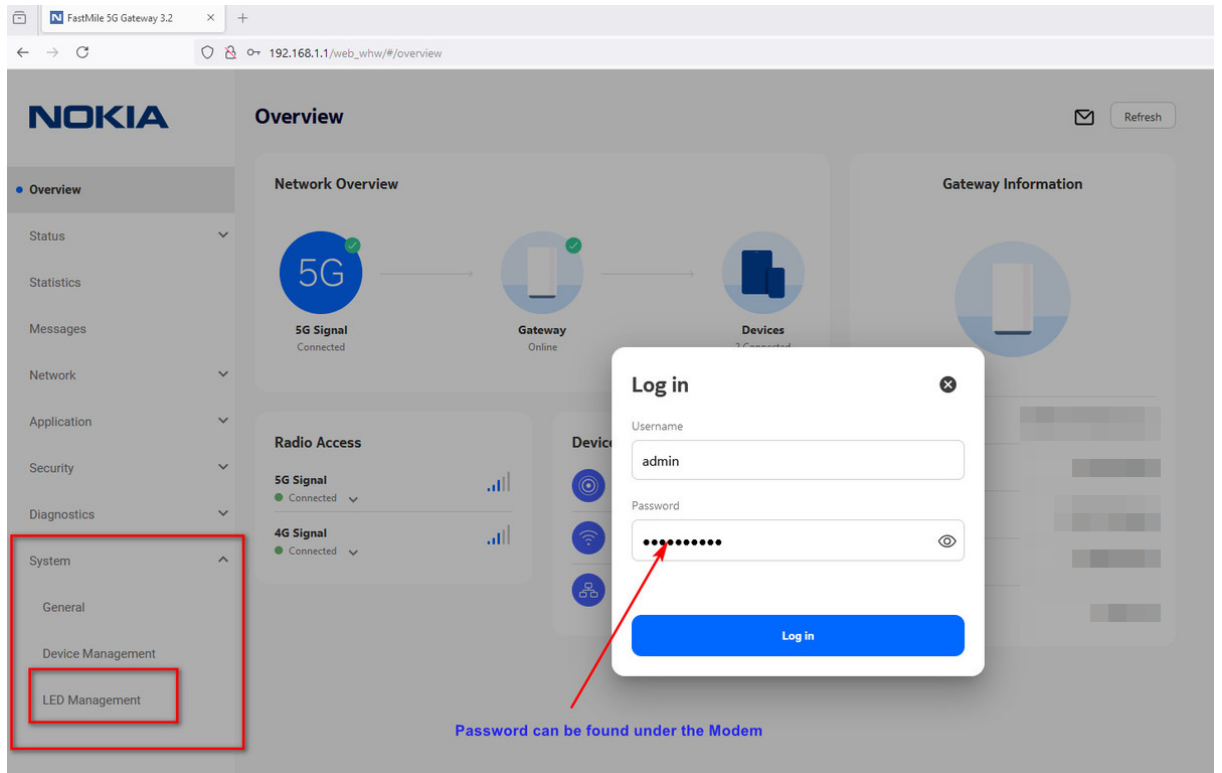 FastMile 5G Gateway 3.2
192.168.1.1/web_whw/#/overview
NOKIA
Overview
Refresh
Overview
Status
Statistics
Messages
Network
Application
Security
Diagnostics
System
General
Device Management
LED Management
Network Overview
5G
5G Signal
Connected
Gateway
Online
Devices
2 Connected
Gateway Information
Radio Access
5G Signal
Connected
4G Signal
Connected
Log in
Username
admin
Password
Log in
Password can be found under the Modem